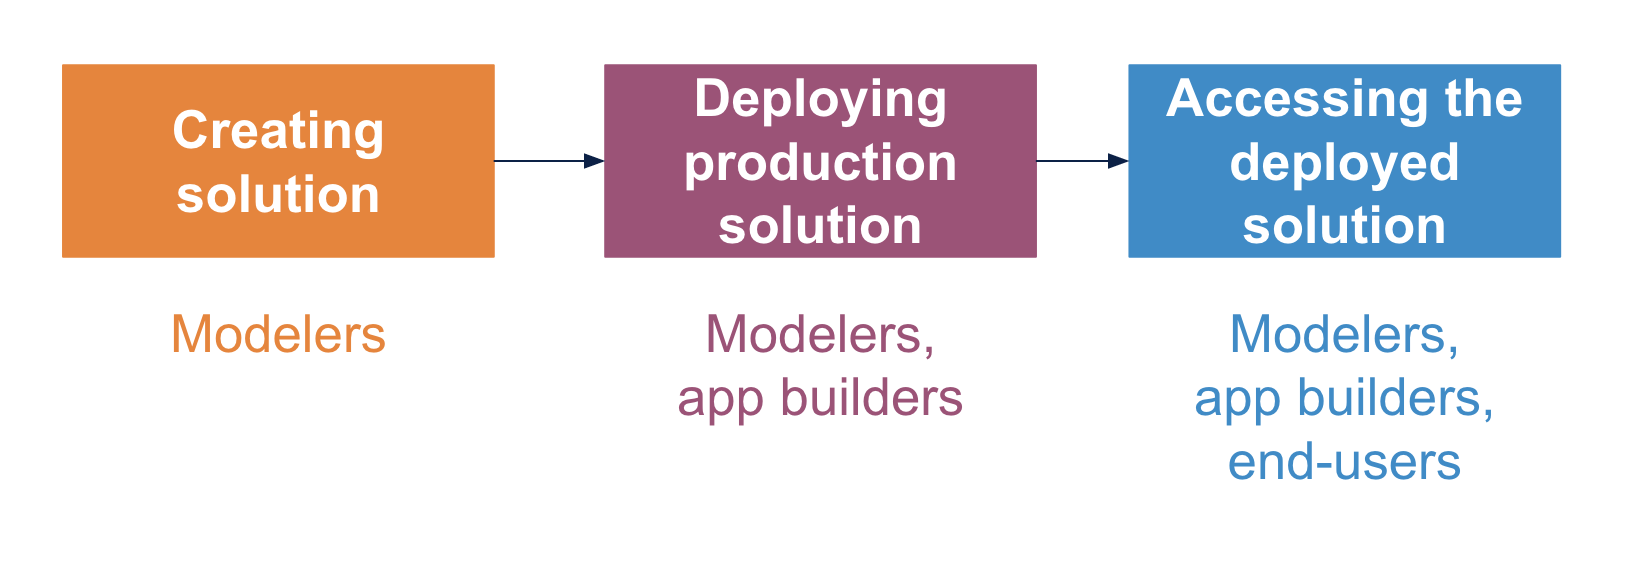 Creating
solution
Deploying
production
solution
Accessing the
deployed
solution
Modelers
Modelers,
app builders
Modelers,
app builders,
end-users